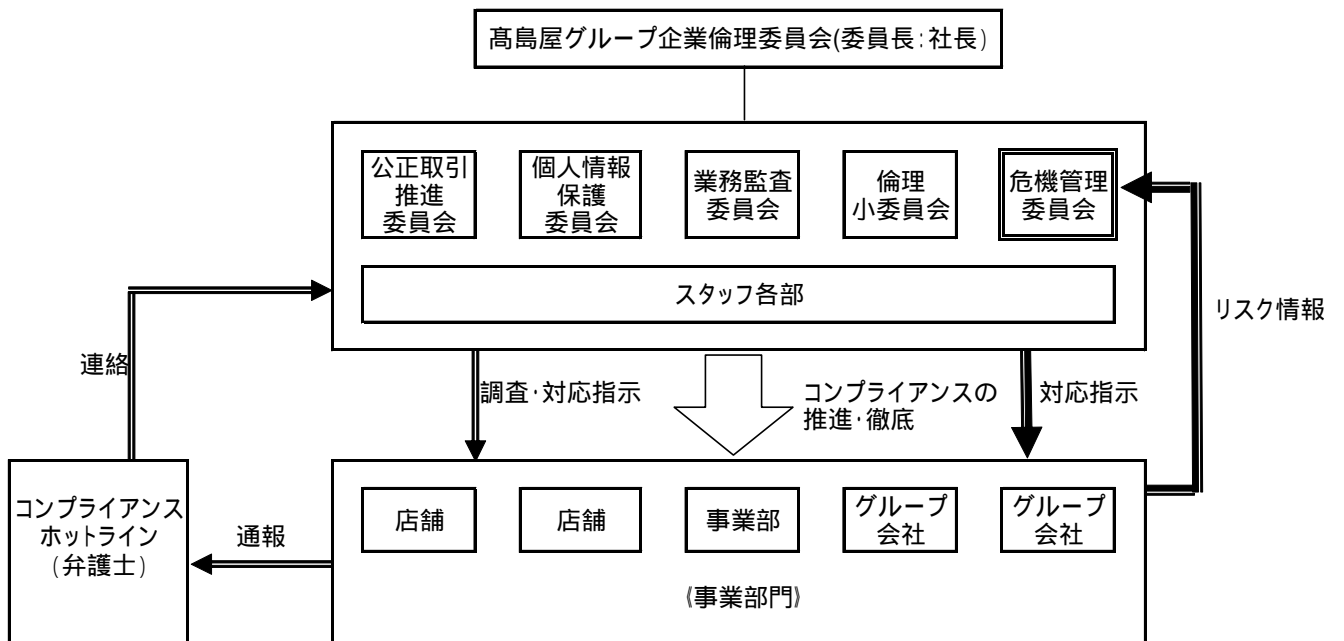 髙島屋グループ企業倫理委員会(委員長:社長)
公正取引
推進
委員会
個人情報
保護
委員会
業務監査
委員会
倫理
小委員会
危機管理
委員会
スタッフ各部
リスク情報
連絡
調査・対応指示
コンプライアンスの
推進・徹底
対応指示
コンプライアンス
ホットライン
(弁護士)
通報
店舗
店舗
事業部
グループ
会社
グループ
会社
《事業部門》